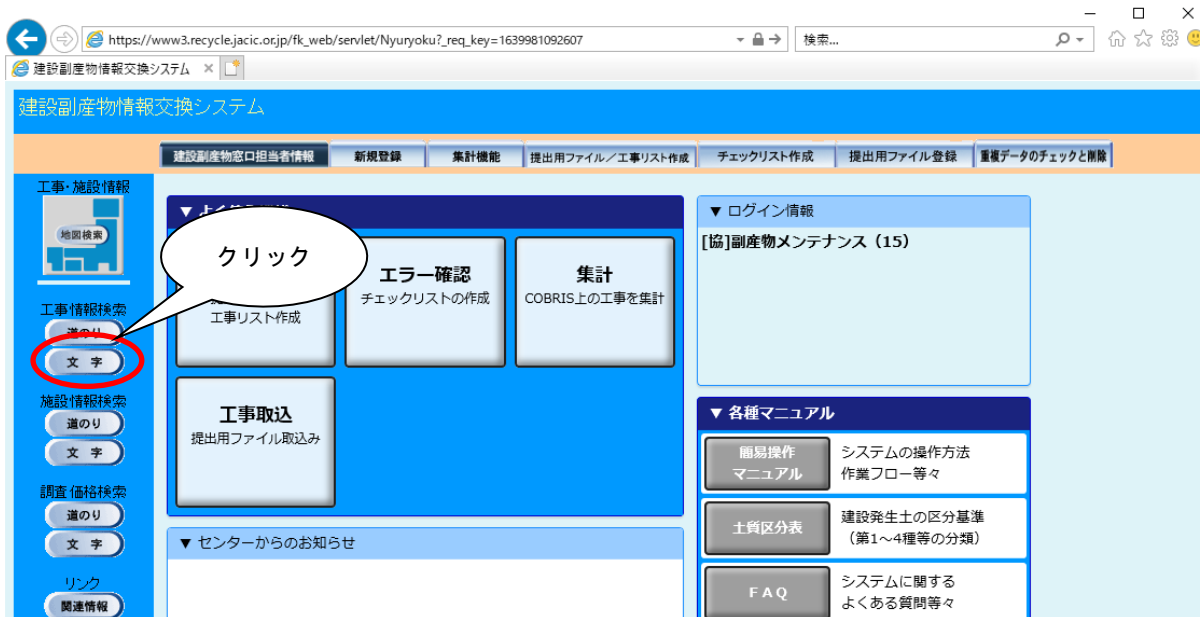 https://www3.recycle.jacic.or.jp/fk_web/servlet/Nyuryoku?_req_key=1639981092607
検索...
建設副産物情報交換システム
建設副産物情報交換システム
建設副産物窓口担当者情報
新規登録
集計機能
提出用ファイル／工事リスト作成
チェックリスト作成
提出用ファイル登録
重複データのチェックと削除
工事・施設情報
地図検索
工事情報検索
道のり
文 字
施設情報検索
道のり
文 字
調査価格検索
道のり
文 字
リンク
関連情報
クリック
工事リスト作成
エラー確認
チェックリストの作成
集計
COBRIS上の工事を集計
工事取込
提出用ファイル取込み
▼ センターからのお知らせ
▼ ログイン情報
[協]副産物メンテナンス（15）
▼ 各種マニュアル
簡易操作
マニュアル
システムの操作方法
作業フロー等々
土質区分表
建設発生土の区分基準
（第1～4種等の分類）
ＦＡＱ
システムに関する
よくある質問等々